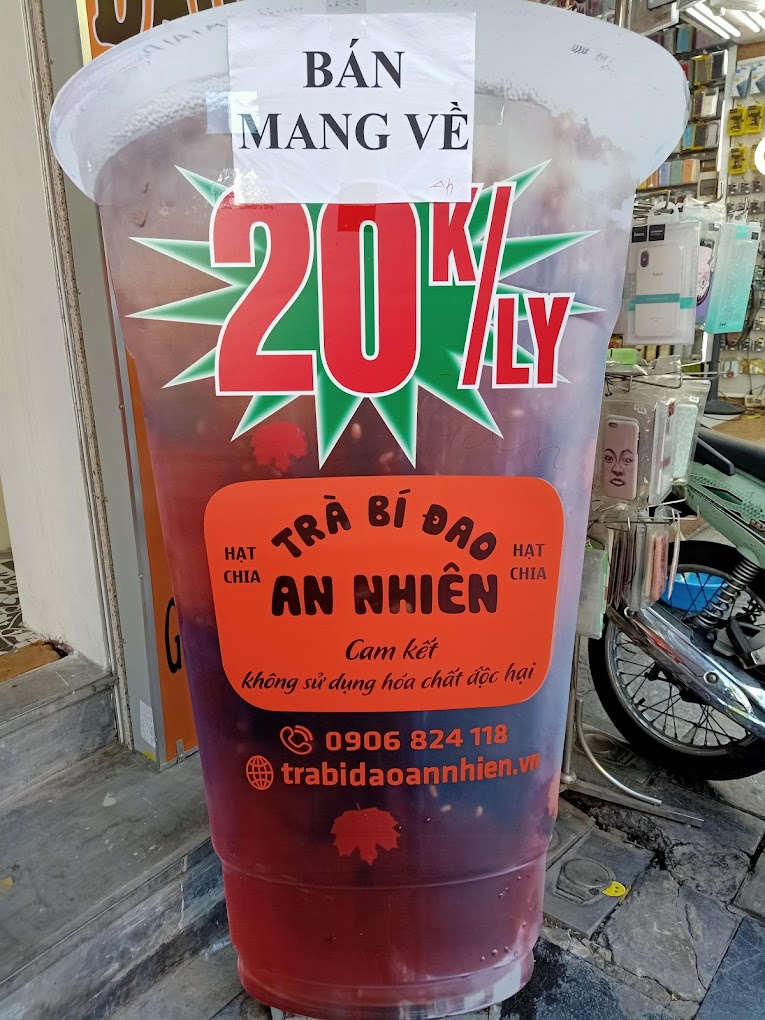 BÁN
MANG VỀ
20K/LY
TRÀ BÍ ĐAO
HẠT
CHIA
HẠT
CHIA
AN NHIÊN
Cam kết
không sử dụng hóa chất độc hại
0906 824 118
trabidaoannhien.vn